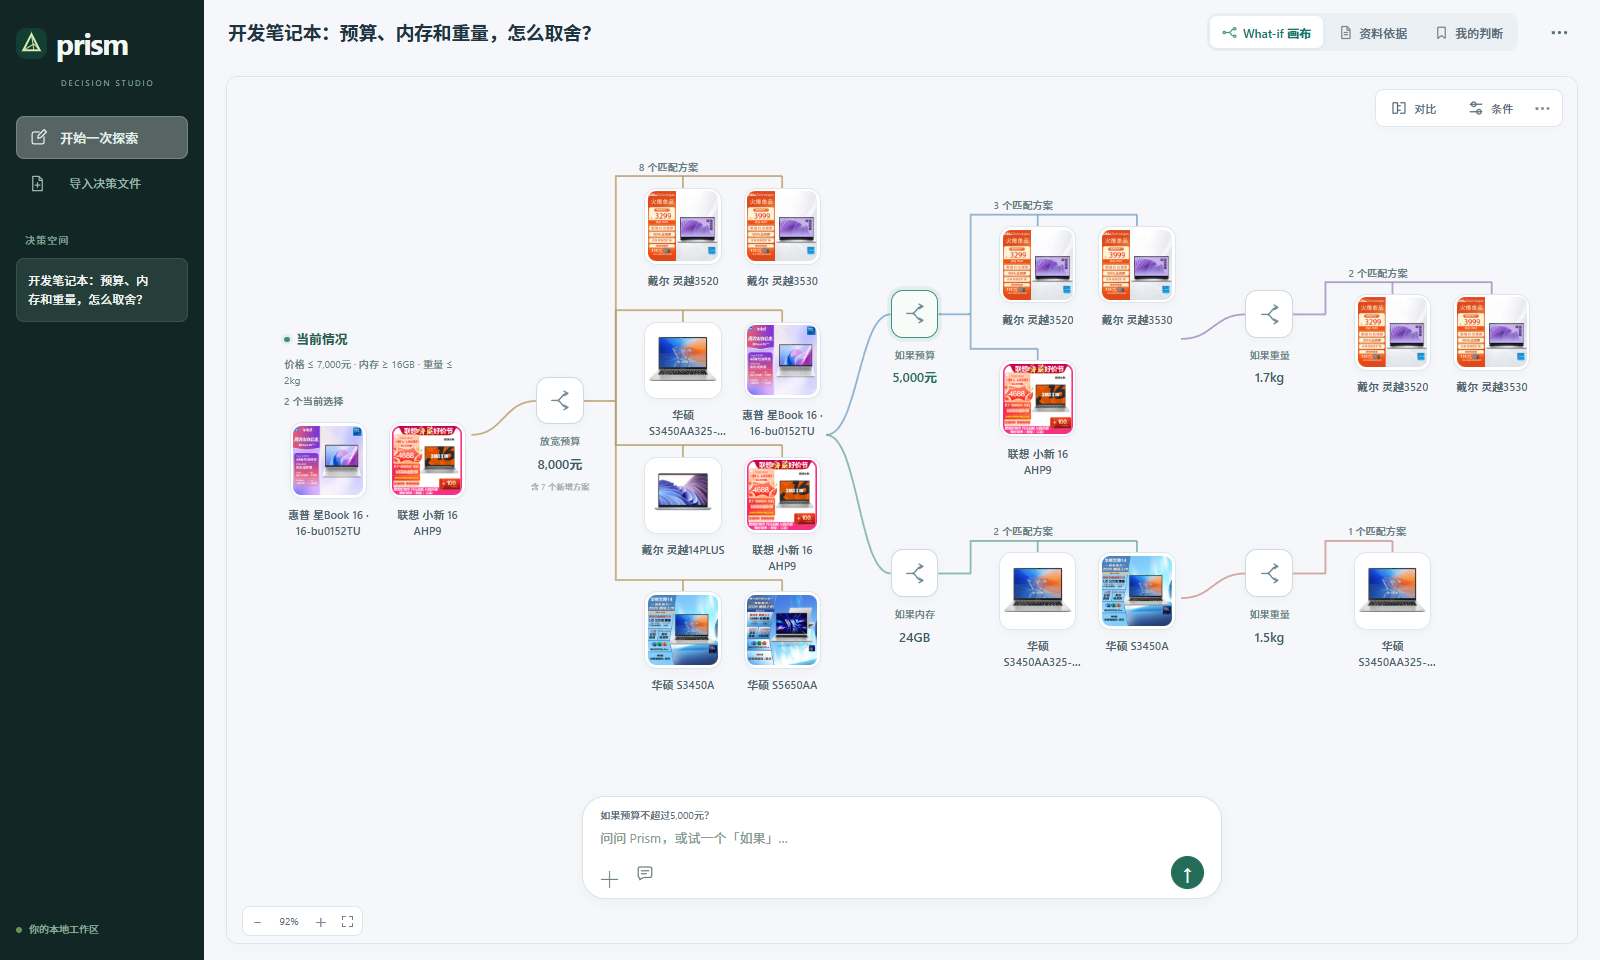 prism
DECISION STUDIO
开始一次探索
导入决策文件
决策空间
开发笔记本：预算、内
存和重量，怎么取舍？
你的本地工作区
开发笔记本：预算、内存和重量，怎么取舍？
What-if 画布
资料依据
我的判断
对比
条件
当前情况
价格 ≤ 7,000元 · 内存 ≥ 16GB · 重量 ≤
2kg
2 个当前选择
惠普 星Book 16 ·
16-bu0152TU
联想 小新 16
AHP9
放宽预算
8,000元
含 7 个新增方案
8 个匹配方案
3299
3999
戴尔 灵越3520
戴尔 灵越3530
华硕
S3450AA325-...
惠普 星Book 16 ·
16-bu0152TU
戴尔 灵越14PLUS
联想 小新 16
AHP9
华硕 S3450A
华硕 S5650AA
如果预算
5,000元
3 个匹配方案
3299
3999
戴尔 灵越3520
戴尔 灵越3530
联想 小新 16
AHP9
如果重量
1.7kg
2 个匹配方案
戴尔 灵越3520
戴尔 灵越3530
如果内存
24GB
2 个匹配方案
华硕
S3450AA325-...
华硕 S3450A
如果重量
1.5kg
1 个匹配方案
华硕
S3450AA325-...
如果预算不超过5,000元？
问问 Prism，或试一个「如果」...
92%